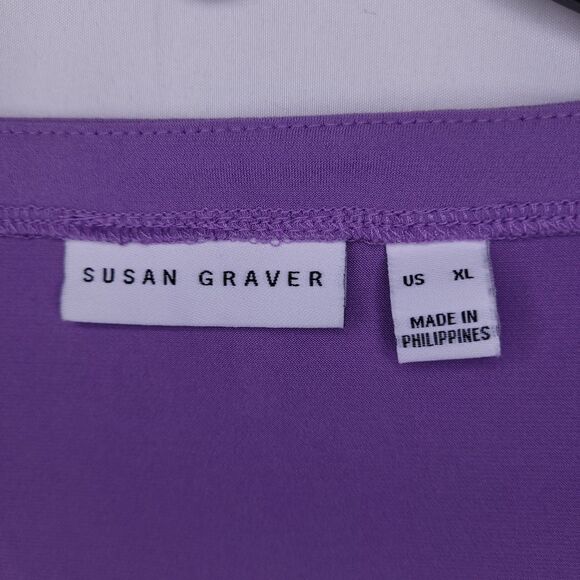 SUSAN GRAVER
US XL
MADE IN
PHILIPPINES